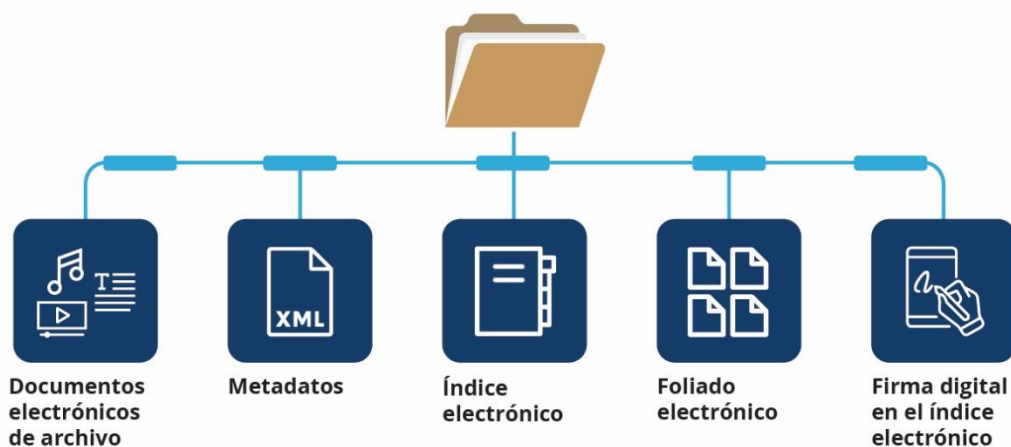 T
XML
Documentos
electrónicos
de archivo
Metadatos
Índice
electrónico
Foliado
electrónico
Firma digital
en el índice
electrónico